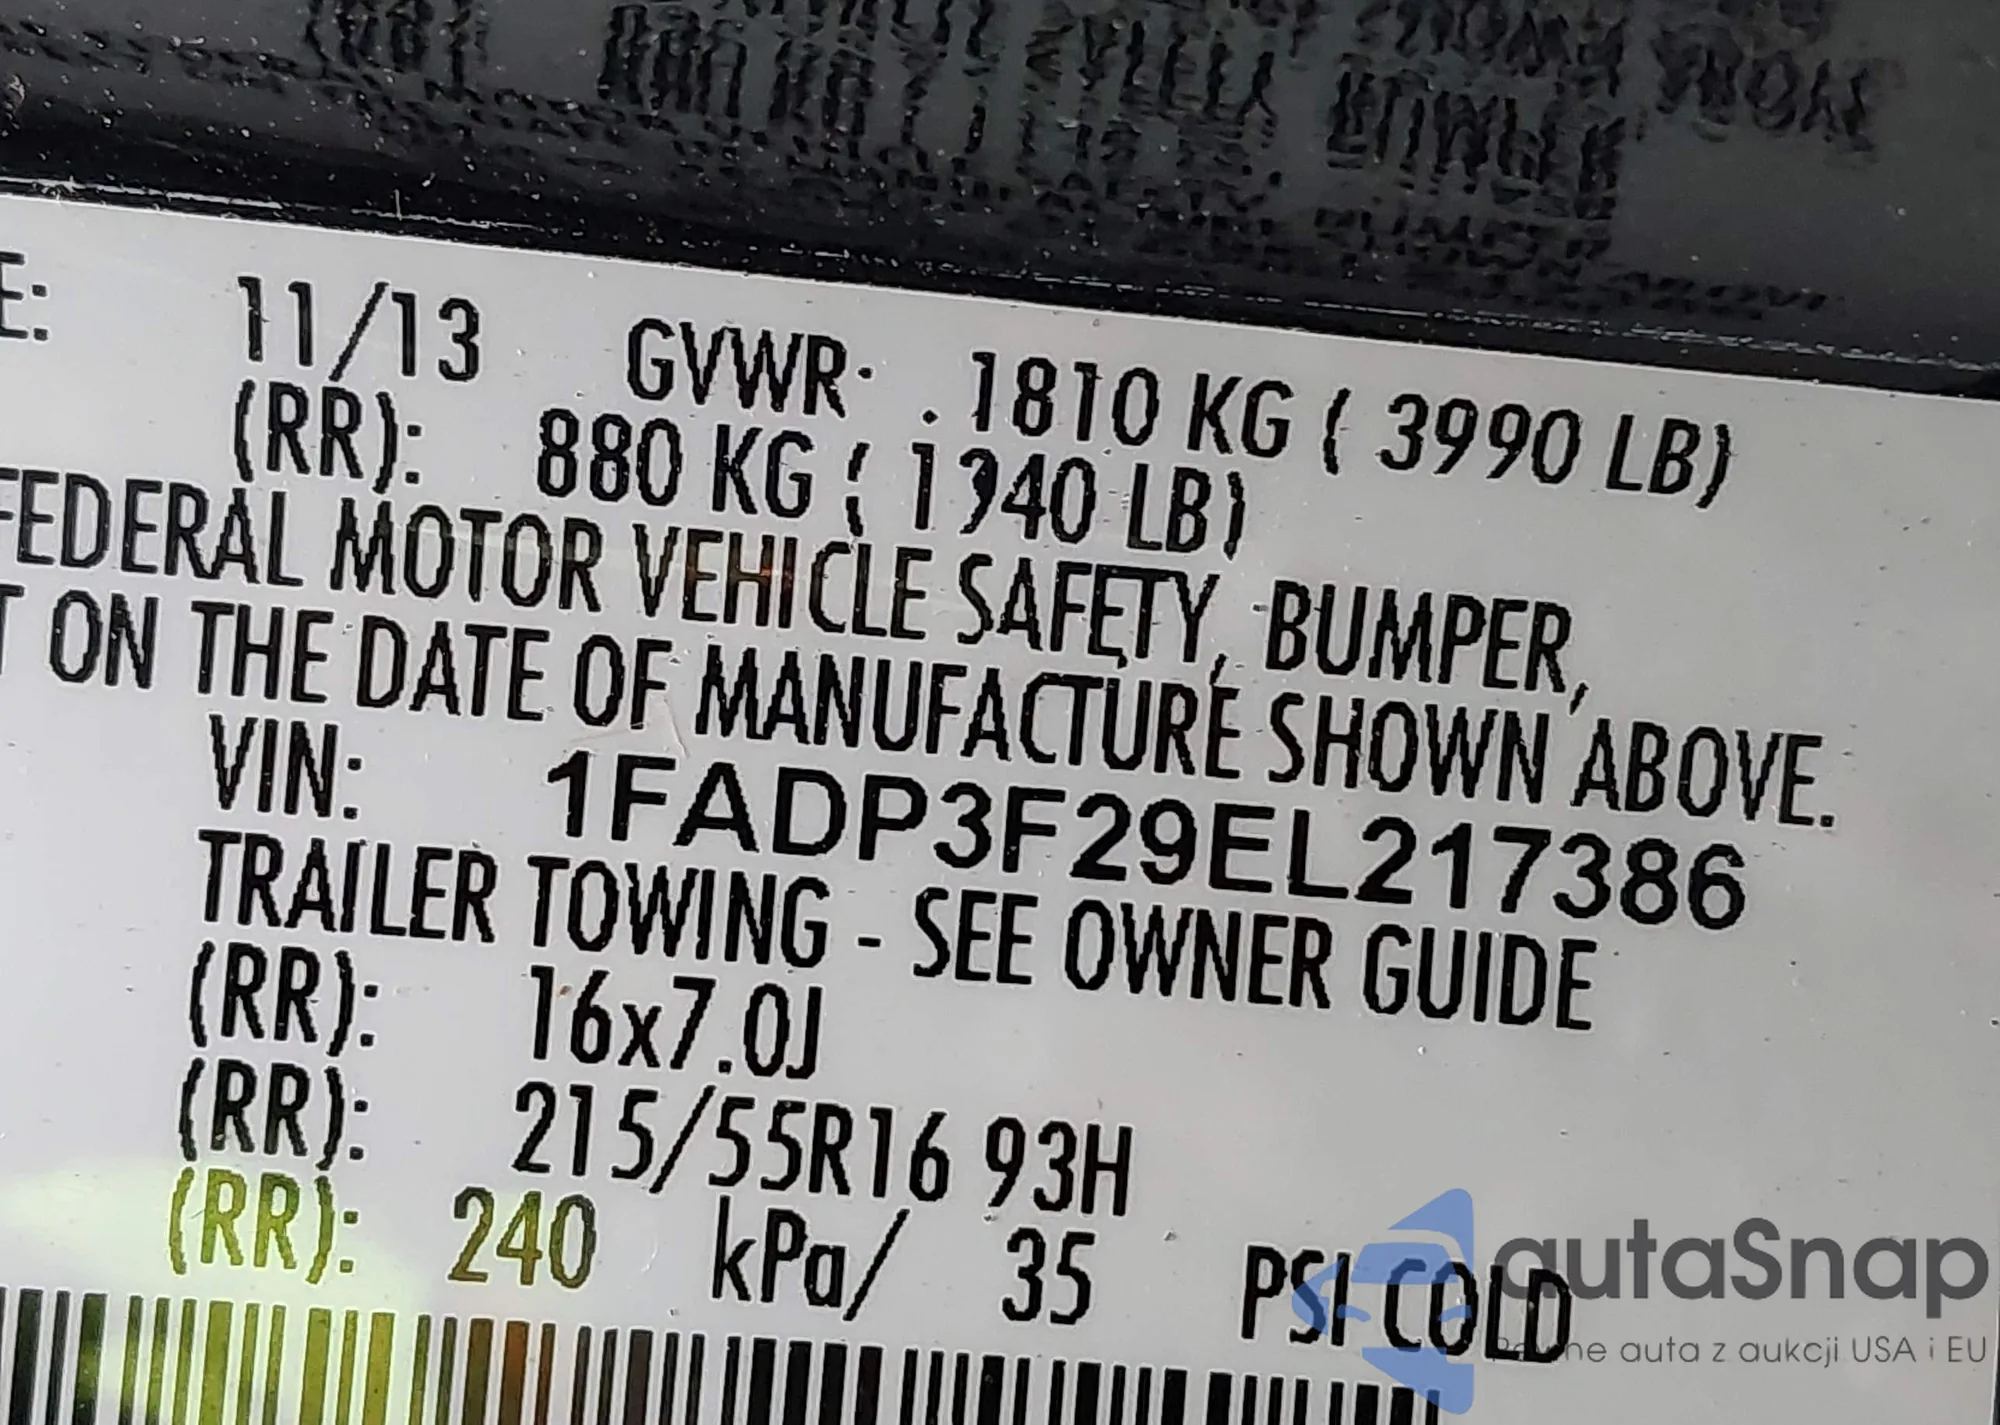 E: 11/13 GVWR: 1810 KG ( 3990 LB)
(RR): 880 KG ( 1940 LB)
FEDERAL MOTOR VEHICLE SAFETY, BUMPER,
T ON THE DATE OF MANUFACTURE SHOWN ABOVE.
VIN: 1FADP3F29EL217386
TRAILER TOWING - SEE OWNER GUIDE
(RR): 16x7.0J
(RR): 215/55R16 93H
(RR): 240 kPa/ 35 PSI COLD
autaSnap
auta z aukcji USA i EU